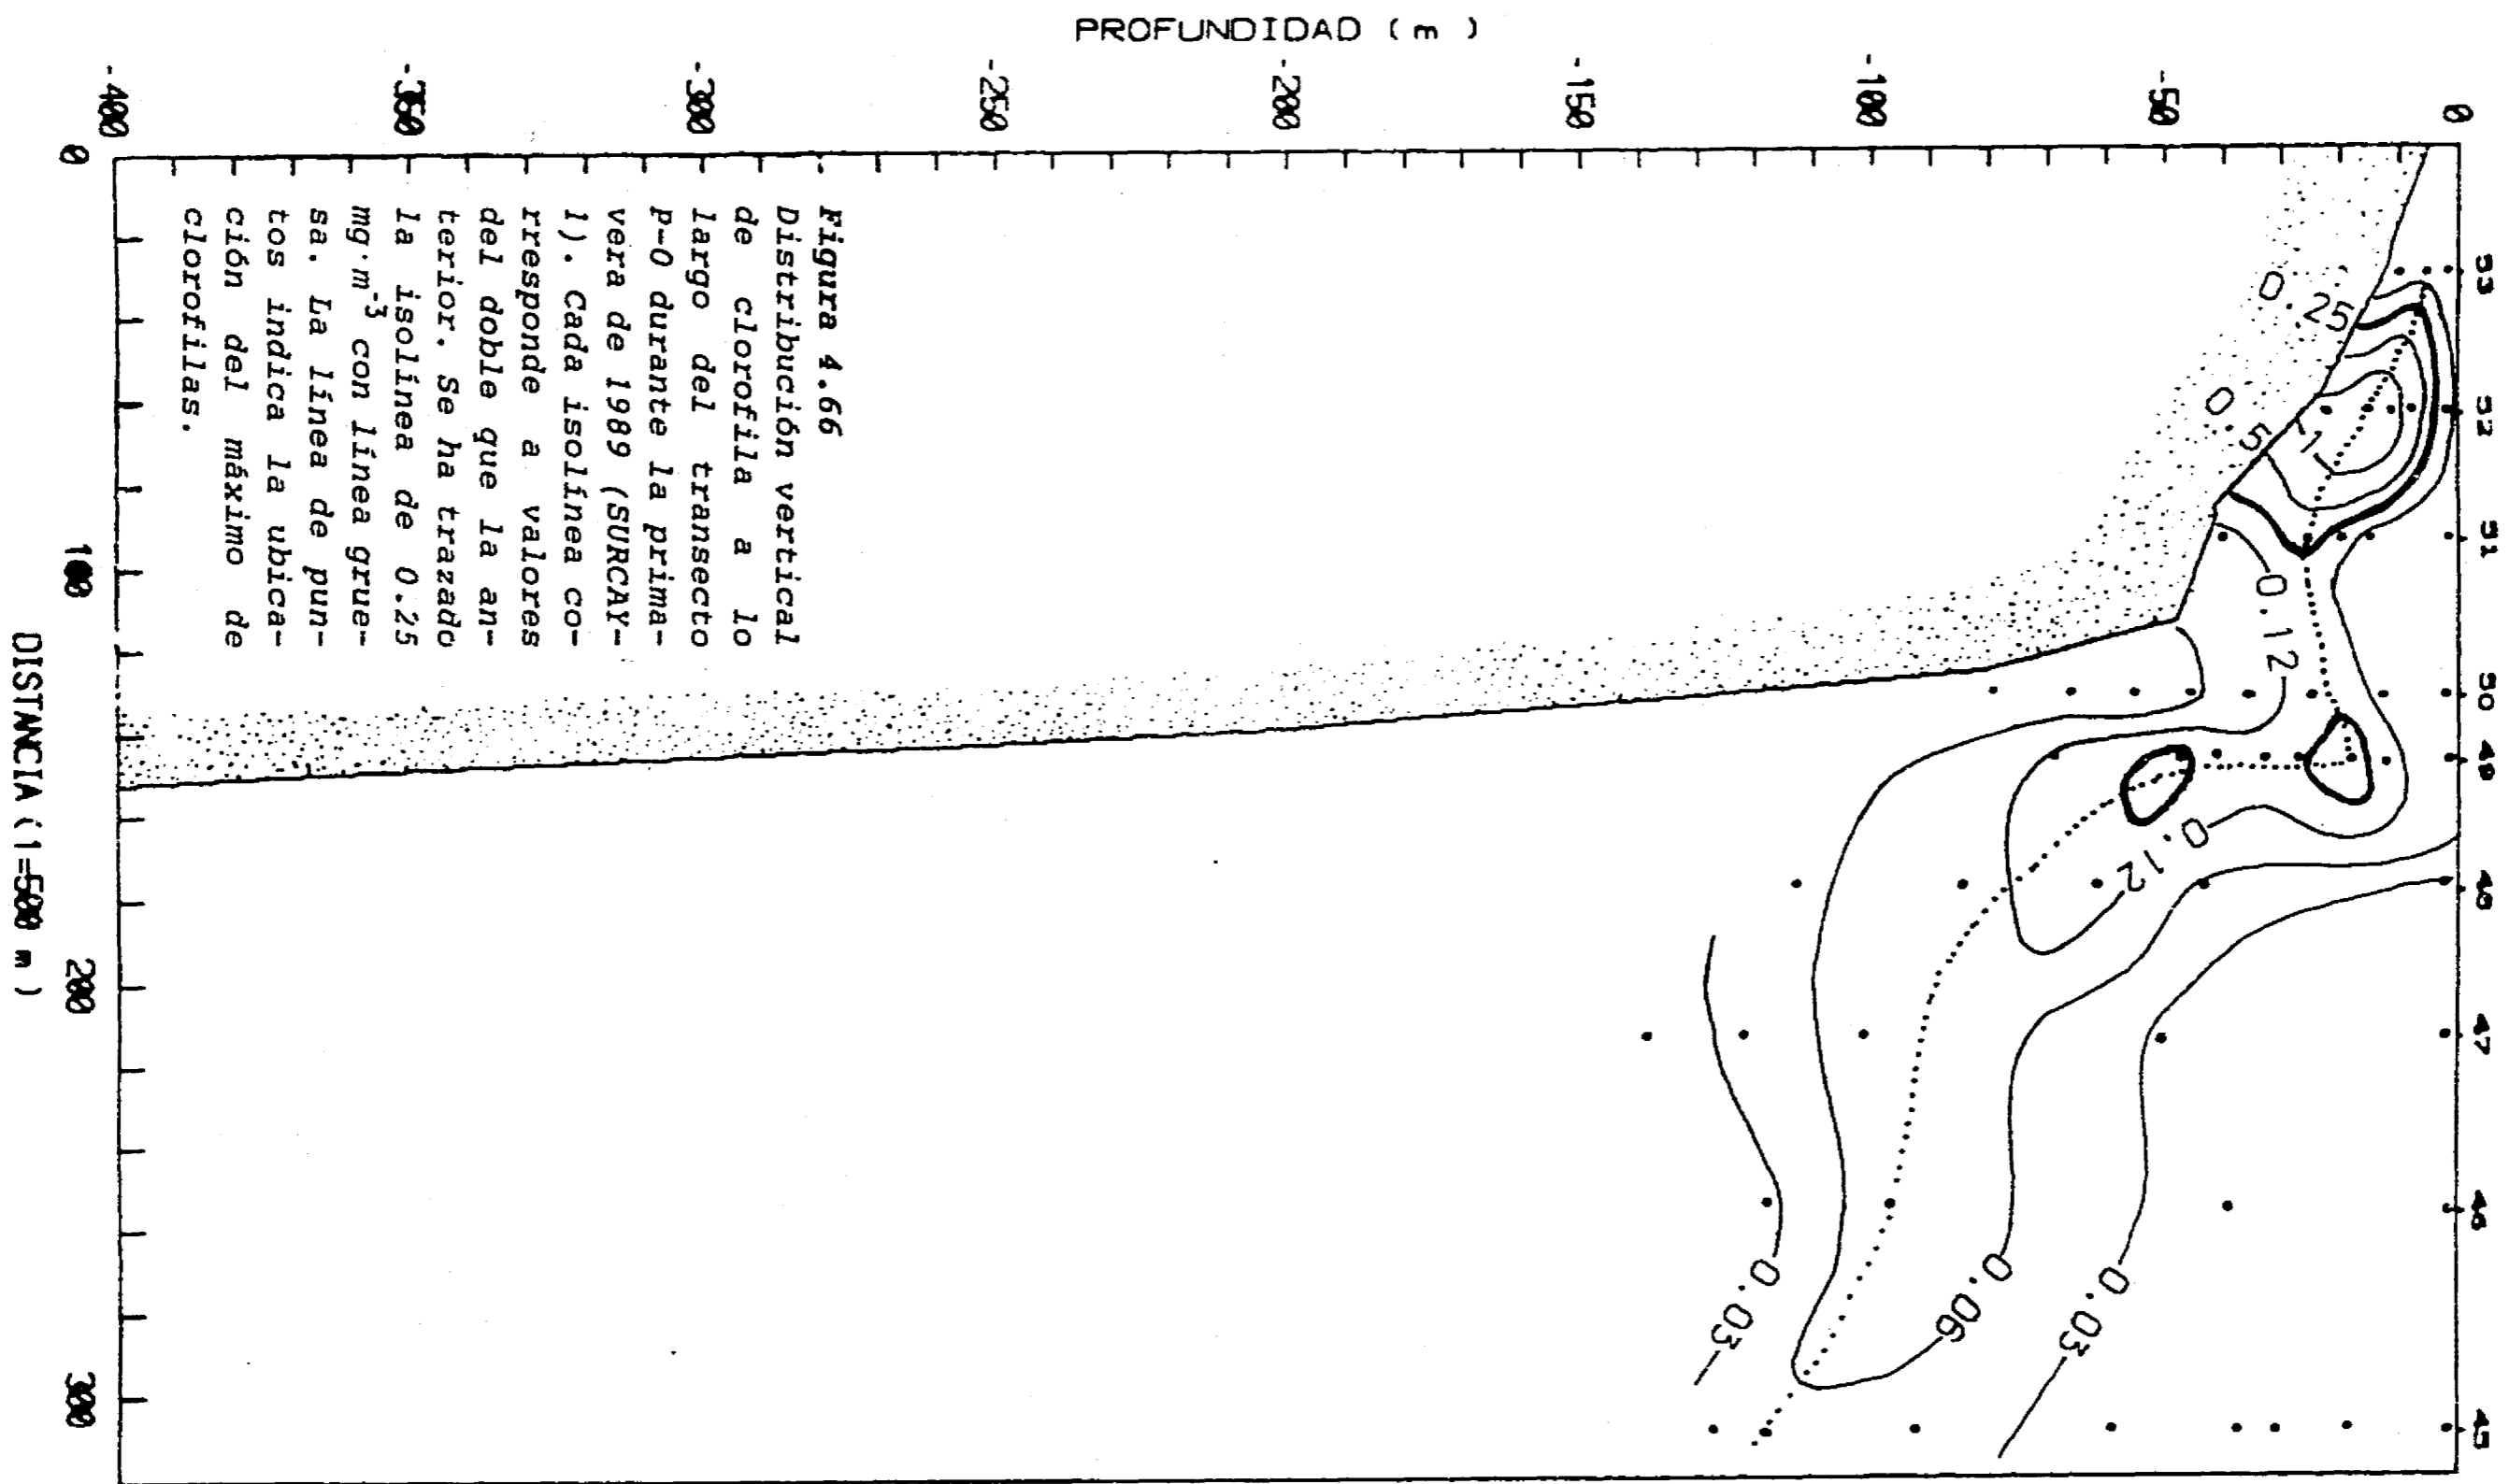 53 52 51 50 49 48 47 46 45
PROFUNDIDAD ( m )
0
-50
-100
-150
-200
-250
-300
-350
-400
0.25
0.5
1
0.12
0.12
0.06
0.03
0.03
Figura 4.66
Distribución vertical
de clorofila a lo
largo del transecto
P-0 durante la prima-
vera de 1989 (SURCAY-
1). Cada isolínea co-
rresponde a valores
del doble que la an-
terior. Se ha trazado
la isolínea de 0.25
mg·m-3 con línea grue-
sa. La línea de pun-
tos indica la ubica-
ción del máximo de
clorofilas.
0 100 200 300
DISTANCIA (1=500 m )